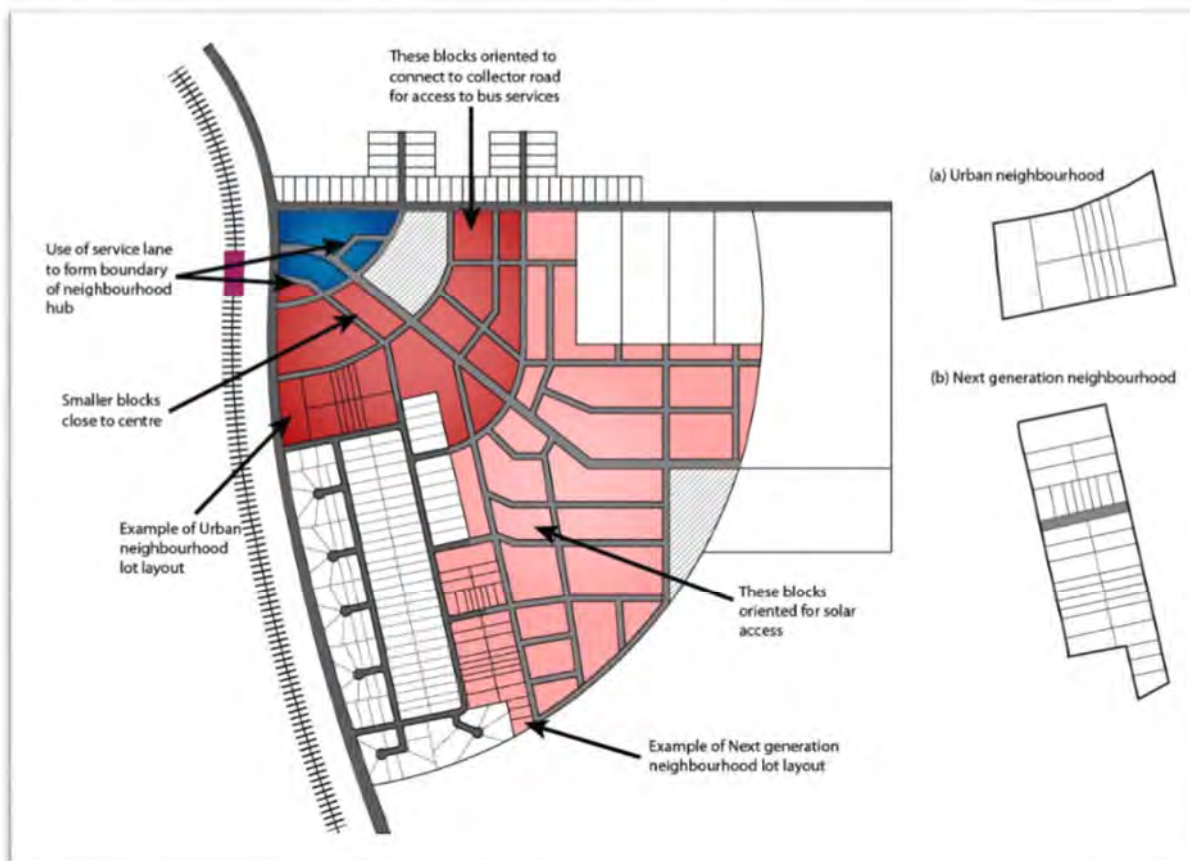 These blocks oriented to
connect to collector road
for access to bus services
(a) Urban neighbourhood
Use of service lane
to form boundary
of neighbourhood
hub
Smaller blocks
close to centre
(b) Next generation neighbourhood
Example of Urban
neighbourhood
lot layout
These blocks
oriented for solar
access
Example of Next generation
neighbourhood lot layout